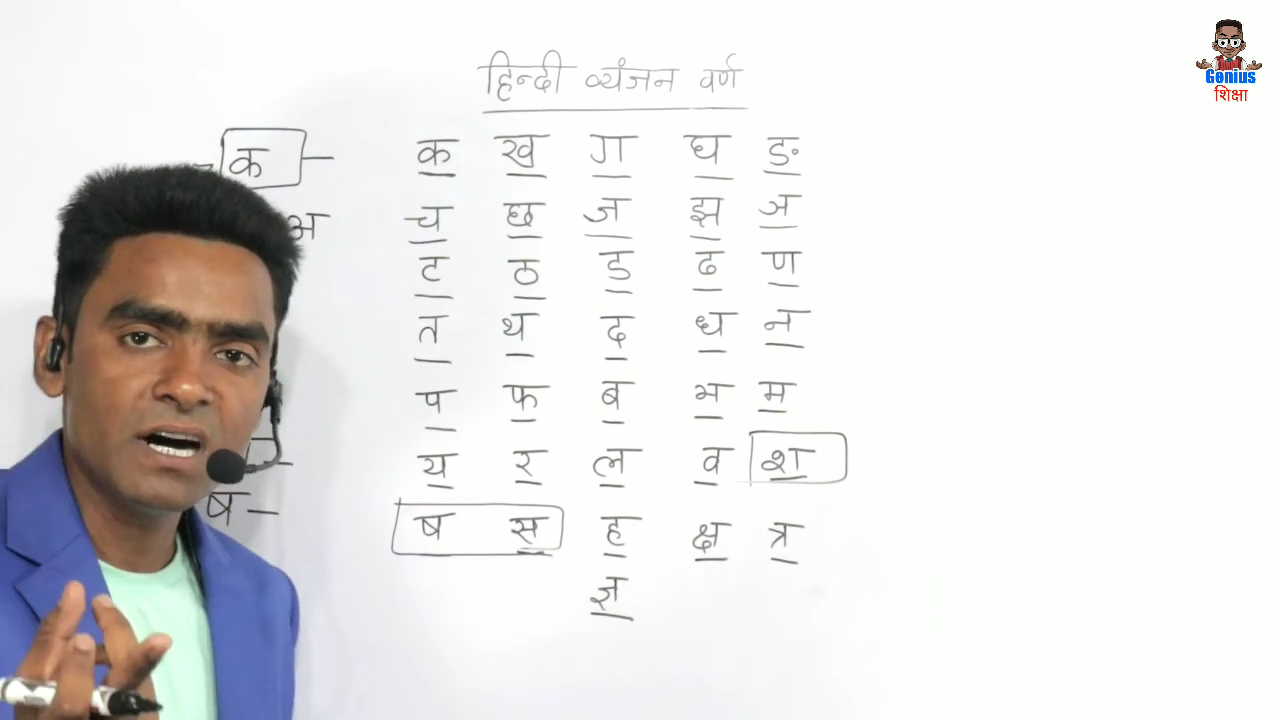 हिन्दी व्यंजन वर्ण
Genius
शिक्षा
क –
अ
–
ष –
क ख ग घ ङ
च छ ज झ ञ
ट ठ ड ढ ण
त थ द ध न
प फ ब भ म
य र ल व श
ष स ह क्ष त्र
ज्ञ